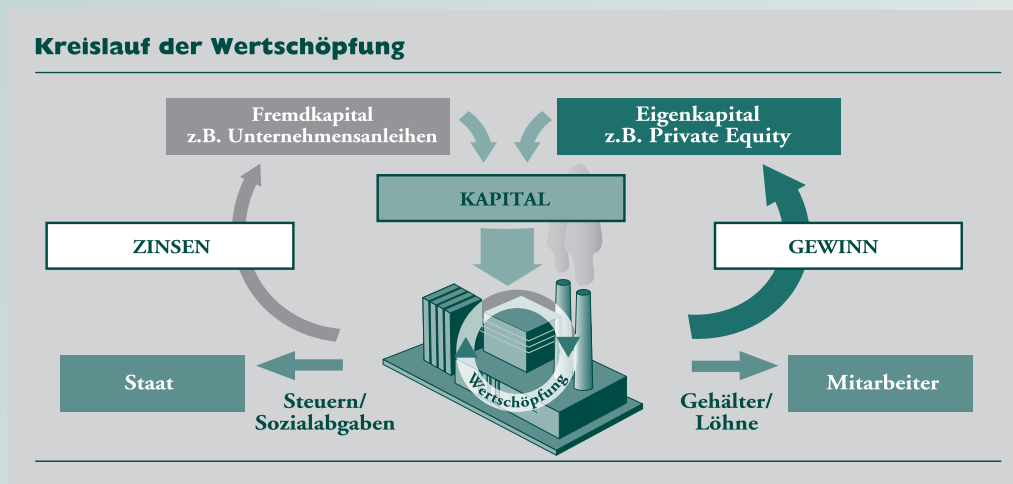 Kreislauf der Wertschöpfung
Fremdkapital
z.B. Unternehmensanleihen
Eigenkapital
z.B. Private Equity
KAPITAL
ZINSEN
GEWINN
Wertschöpfung
Staat
Steuern/
Sozialabgaben
Gehälter/
Löhne
Mitarbeiter